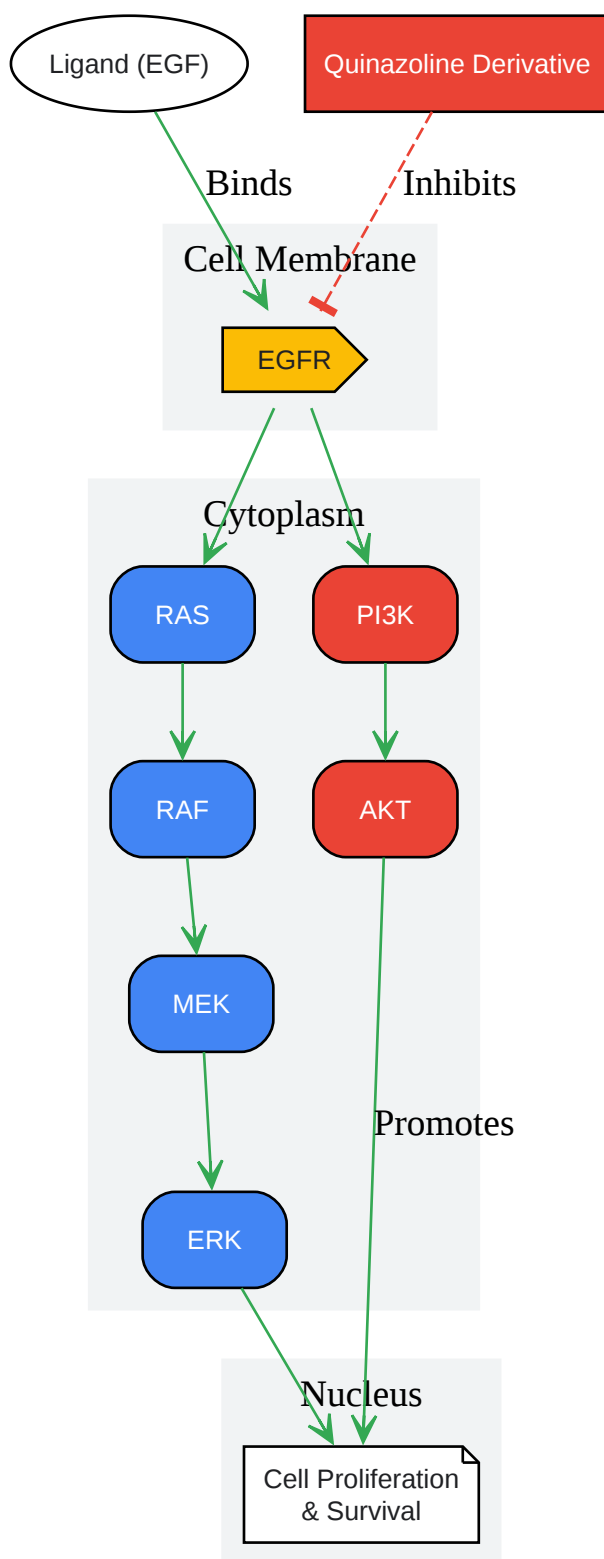 Ligand (EGF)
Quinazoline Derivative
Binds
Inhibits
Cell Membrane
EGFR
Cytoplasm
RAS
PI3K
RAF
AKT
MEK
Promotes
ERK
Nucleus
Cell Proliferation
& Survival